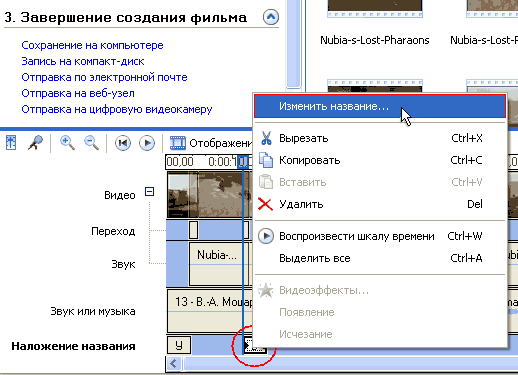 3. Завершение создания фильма
Сохранение на компьютере
Запись на компакт-диск
Отправка по электронной почте
Отправка на веб-узел
Отправка на цифровую видеокамеру
Nubia-s-Lost-Pharaons
Nubia-s-Lost-Ph
Изменить название...
Вырезать Ctrl+X
Копировать Ctrl+C
Вставить Ctrl+V
Удалить Del
Воспроизвести шкалу времени Ctrl+W
Выделить все Ctrl+A
Видеоэффекты...
Появление
Исчезание
Отображени
00,00
Видео
Переход
Звук
Nubia-...
Звук или музыка
13 - В.-А. Моцар
Наложение названия
У